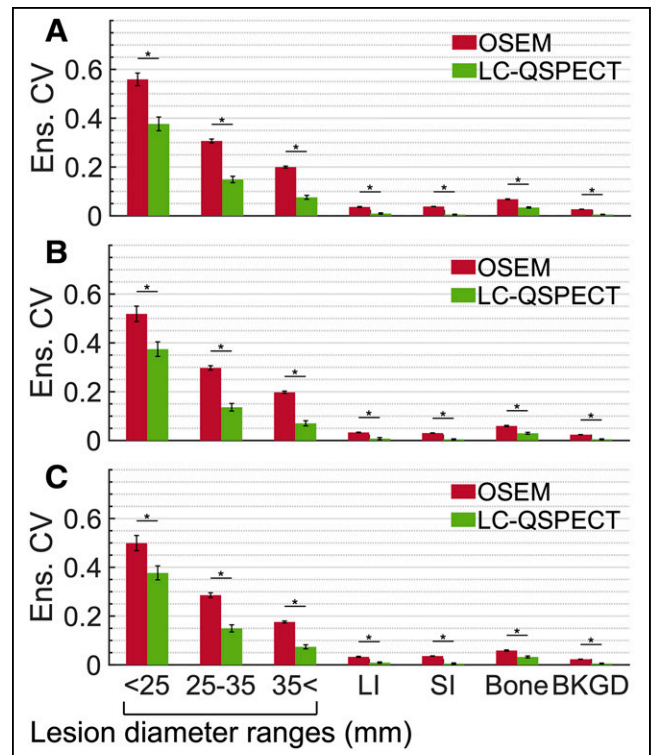 A
OSEM
LC-QSPECT
Ens. CV
0.6
0.4
0.2
0
* * * * * * *
B
OSEM
LC-QSPECT
Ens. CV
0.6
0.4
0.2
0
* * * * * * *
C
OSEM
LC-QSPECT
Ens. CV
0.6
0.4
0.2
0
* * * * * * *
<25 25-35 35< LI SI Bone BKGD
Lesion diameter ranges (mm)